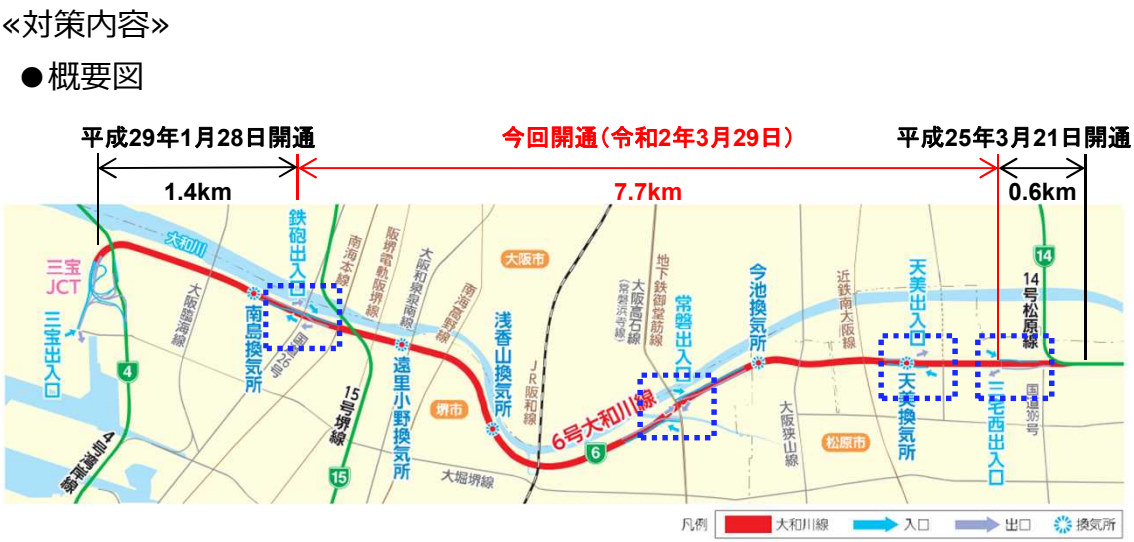 ≪対策内容≫
●概要図
平成29年1月28日開通
今回開通（令和2年3月29日）
平成25年3月21日開通
1.4km
7.7km
0.6km
三宝
JCT
三宝出入口
大和川
大阪臨海線
南島換気所
鉄砲出入口
国道26号
南海本線
阪堺電軌阪堺線
大阪和泉泉南線
南海高野線
遠里小野換気所
15号堺線
15
4
4号湾岸線
大阪市
堺市
浅香山換気所
JR阪和線
大堀堺線
6号大和川線
6
大阪高石線
(常磐浜寺線)
地下鉄御堂筋線
常磐出入口
今池換気所
大阪狭山線
近鉄南大阪線
松原市
天美出入口
天美換気所
14
14号松原線
三宅西出入口
国道309号
凡例
大和川線
入口
出口
換気所